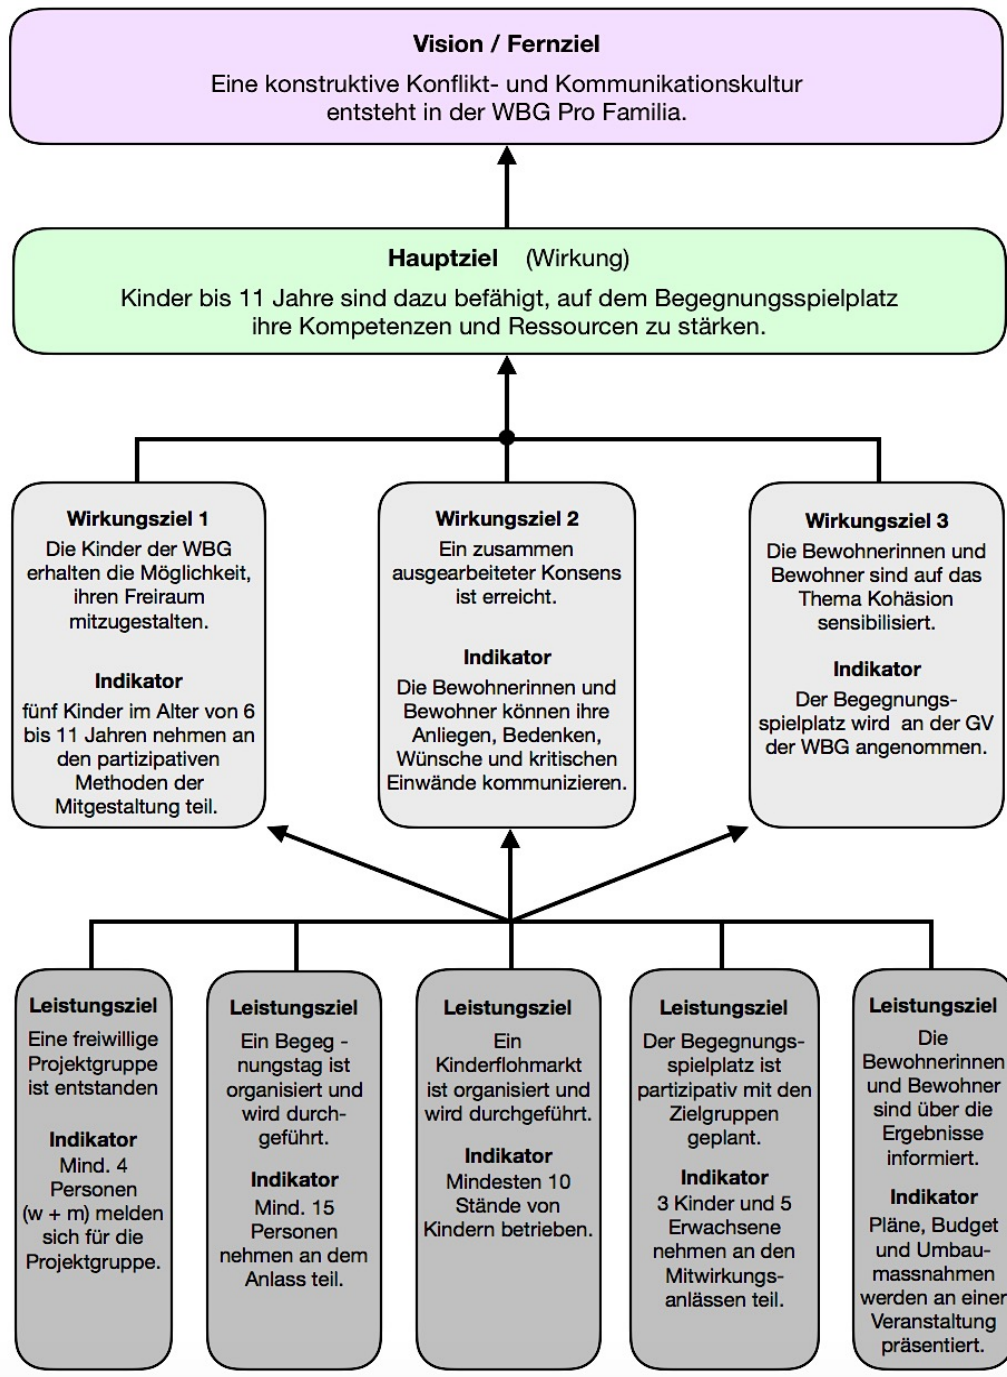 Vision / Fernziel
Eine konstruktive Konflikt- und Kommunikationskultur
entsteht in der WBG Pro Familia.
Hauptziel (Wirkung)
Kinder bis 11 Jahre sind dazu befähigt, auf dem Begegnungsspielplatz
ihre Kompetenzen und Ressourcen zu stärken.
Wirkungsziel 1
Die Kinder der WBG
erhalten die Möglichkeit,
ihren Freiraum
mitzugestalten.
Indikator
fünf Kinder im Alter von 6
bis 11 Jahren nehmen an
den partizipativen
Methoden der
Mitgestaltung teil.
Wirkungsziel 2
Ein zusammen
ausgearbeiteter Konsens
ist erreicht.
Indikator
Die Bewohnerinnen und
Bewohner können ihre
Anliegen, Bedenken,
Wünsche und kritischen
Einwände kommunizieren.
Wirkungsziel 3
Die Bewohnerinnen und
Bewohner sind auf das
Thema Kohäsion
sensibilisiert.
Indikator
Der Begegnungs-
spielplatz wird an der GV
der WBG angenommen.
Leistungsziel
Eine freiwillige
Projektgruppe
ist entstanden
Indikator
Mind. 4
Personen
(w + m) melden
sich für die
Projektgruppe.
Leistungsziel
Ein Begeg -
nungstag ist
organisiert und
wird durch-
geführt.
Indikator
Mind. 15
Personen
nehmen an dem
Anlass teil.
Leistungsziel
Ein
Kinderflohmarkt
ist organisiert und
wird durchgeführt.
Indikator
Mindesten 10
Stände von
Kindern betrieben.
Leistungsziel
Der Begegnungs-
spielplatz ist
partizipativ mit den
Zielgruppen
geplant.
Indikator
3 Kinder und 5
Erwachsene
nehmen an den
Mitwirkungs-
anlässen teil.
Leistungsziel
Die
Bewohnerinnen
und Bewohner
sind über die
Ergebnisse
informiert.
Indikator
Pläne, Budget
und Umbau-
massnahmen
werden an einer
Veranstaltung
präsentiert.